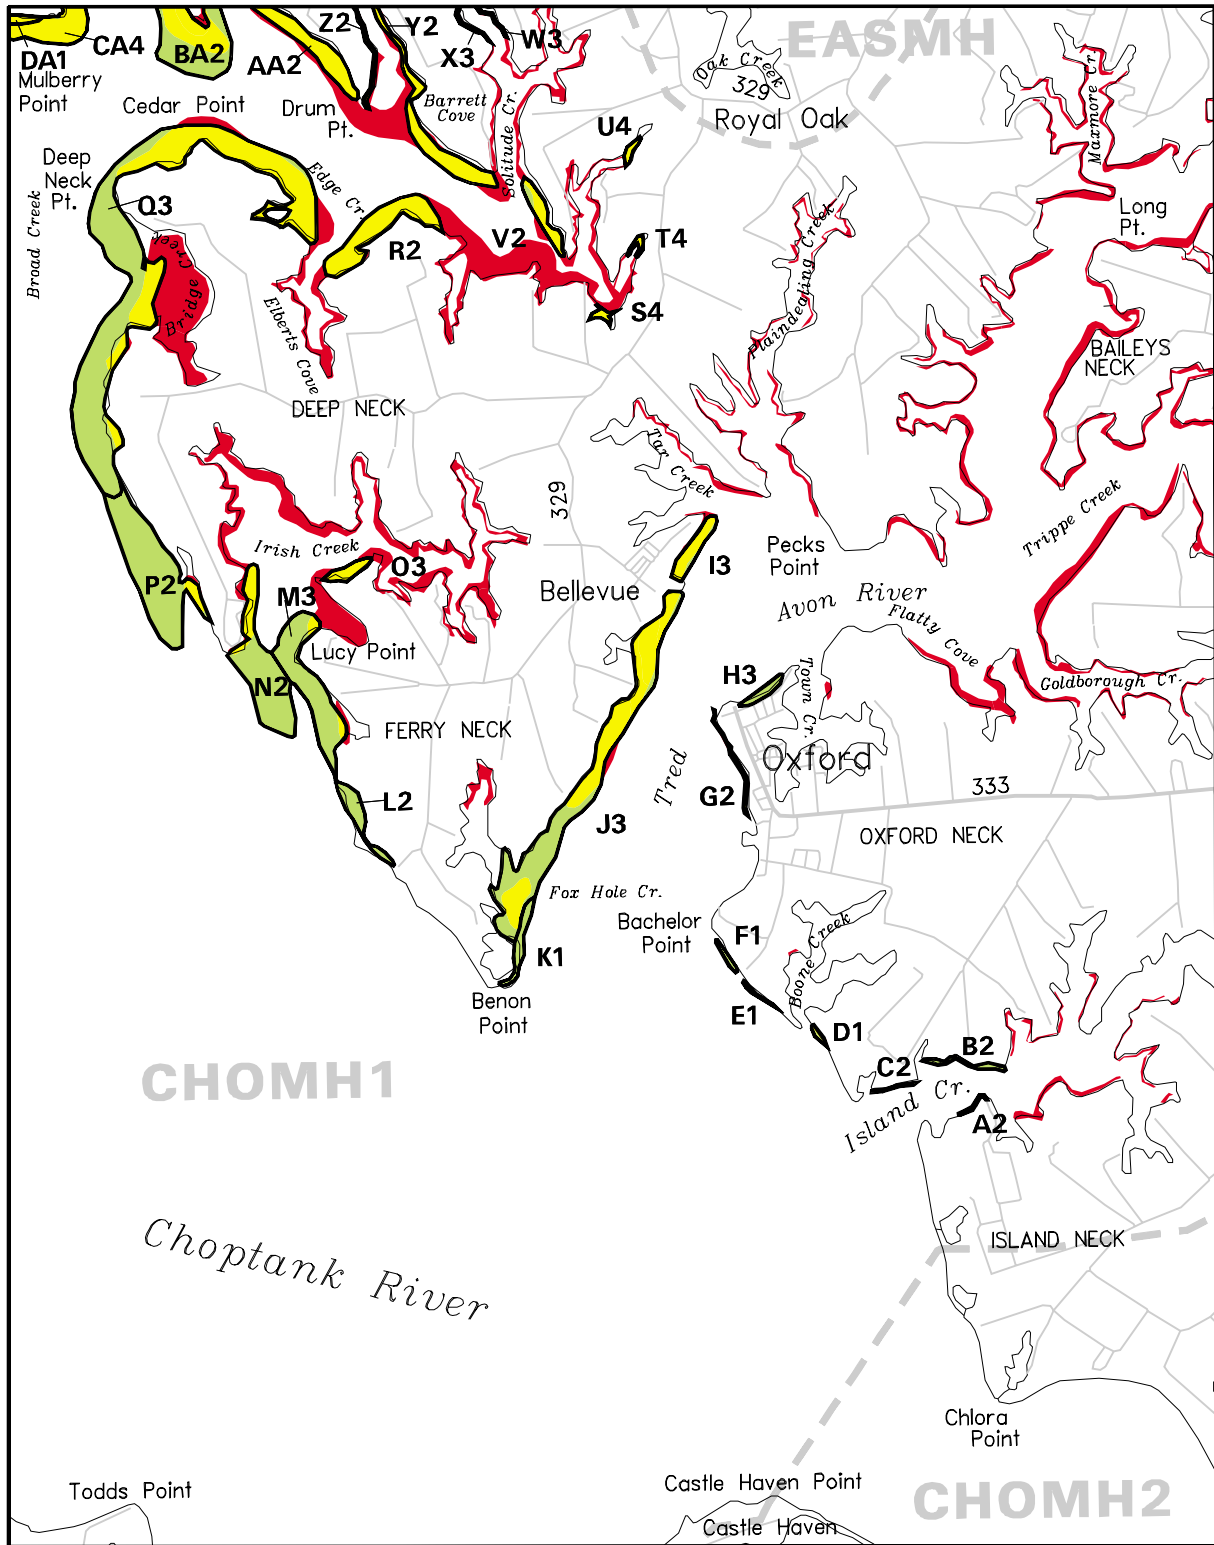 Z2
Y2
W3
EASMH
DA1
CA4
BA2
AA2
X3
Oak Creek
329
Mulberry
Point
Cedar Point
Drum
Pt.
Barrett
Cove
Solitude Cr.
U4
Royal Oak
Maxmore Cr.
Deep
Neck
Pt.
Edge Cr.
Q3
Broad Creek
Bridge Creek
R2
V2
T4
S4
Plaindealing Creek
Long
Pt.
Elberts Cove
BAILEYS
NECK
DEEP NECK
Tar Creek
329
Irish Creek
O3
Trippe Creek
Pecks
Point
I3
P2
M3
Bellevue
Avon River
Flatty Cove
Lucy Point
N2
H3
Town Cr.
Goldborough Cr.
FERRY NECK
Oxford
Tred
G2
333
L2
J3
OXFORD NECK
Fox Hole Cr.
Bachelor
Point
F1
Boone Creek
K1
Benon
Point
E1
D1
B2
C2
CHOMH1
Island Cr.
A2
Choptank River
ISLAND NECK
Chlora
Point
Todds Point
Castle Haven Point
CHOMH2
Castle Haven